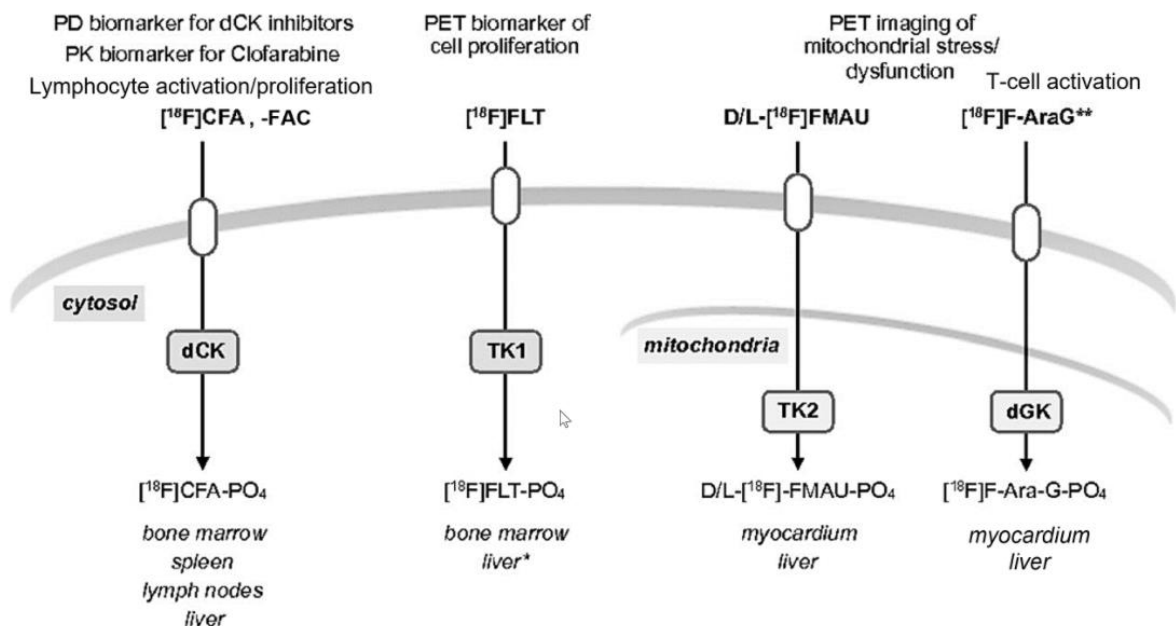 PD biomarker for dCK inhibitors
PK biomarker for Clofarabine
Lymphocyte activation/proliferation
[¹⁸F]CFA , -FAC
PET biomarker of
cell proliferation
[¹⁸F]FLT
PET imaging of
mitochondrial stress/
dysfunction
T-cell activation
D/L-[¹⁸F]FMAU
[¹⁸F]F-AraG**
cytosol
mitochondria
dCK
TK1
TK2
dGK
[¹⁸F]CFA-PO₄
bone marrow
spleen
lymph nodes
liver
[¹⁸F]FLT-PO₄
bone marrow
liver*
D/L-[¹⁸F]-FMAU-PO₄
myocardium
liver
[¹⁸F]F-Ara-G-PO₄
myocardium
liver